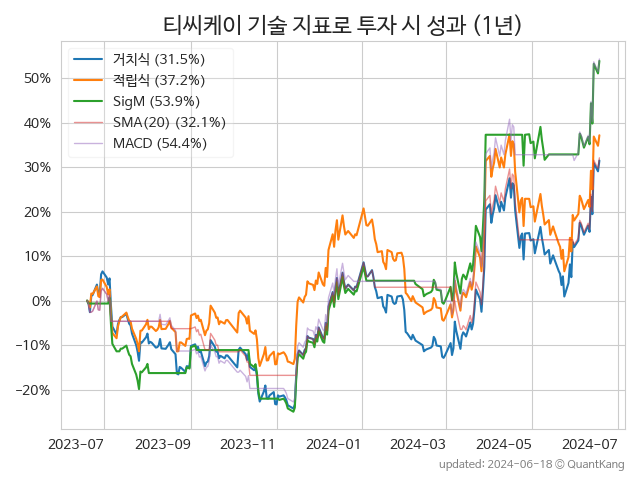 티씨케이 기술 지표로 투자 시 성과 (1년)
거치식 (31.5%)
적립식 (37.2%)
SigM (53.9%)
SMA(20) (32.1%)
MACD (54.4%)
50%
40%
30%
20%
10%
0%
−10%
−20%
2023-07 2023-09 2023-11 2024-01 2024-03 2024-05 2024-07
updated: 2024-06-18 © QuantKang